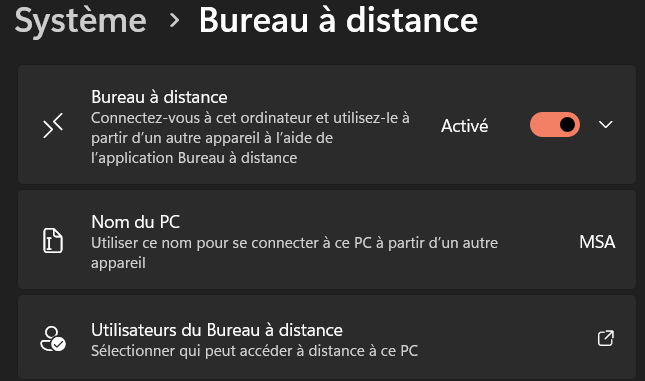 Système > Bureau à distance
Bureau à distance
Connectez-vous à cet ordinateur et utilisez-le à
partir d'un autre appareil à l'aide de
l'application Bureau à distance
Activé
Nom du PC
Utiliser ce nom pour se connecter à ce PC à partir d'un autre
appareil
MSA
Utilisateurs du Bureau à distance
Sélectionner qui peut accéder à distance à ce PC